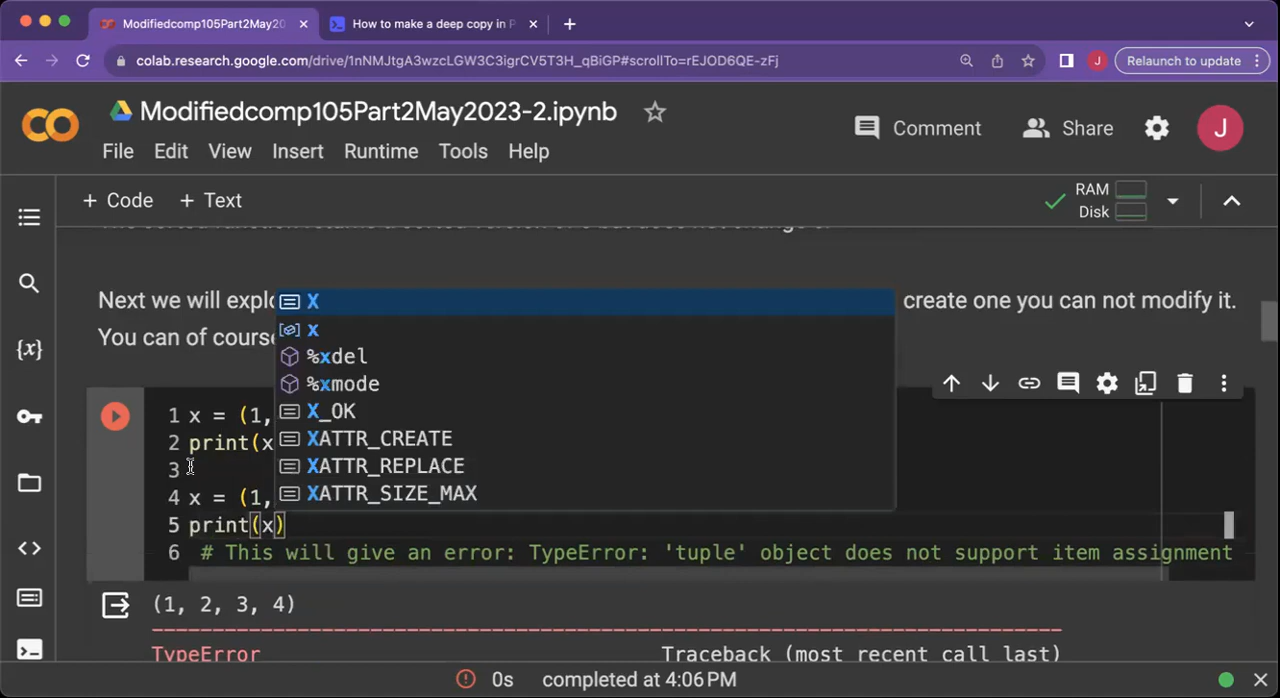 Modifiedcomp105Part2May20
How to make a deep copy in P
colab.research.google.com/drive/1nNMJtgA3wzcLGW3C3igrCV5T3H_qBiGP#scrollTo=rEJOD6QE-zFj
J
Relaunch to update
Modifiedcomp105Part2May2023-2.ipynb
Comment
Share
J
File Edit View Insert Runtime Tools Help
+ Code + Text
RAM
Disk
Next we will explo
create one you can not modify it.
You can of course
X
x
%xdel
%xmode
X_OK
XATTR_CREATE
XATTR_REPLACE
XATTR_SIZE_MAX
1 x = (1,
2 print(x
3
4 x = (1,
5 print(x)
6 # This will give an error: TypeError: 'tuple' object does not support item assignment
(1, 2, 3, 4)
TypeError Traceback (most recent call last)
0s completed at 4:06 PM